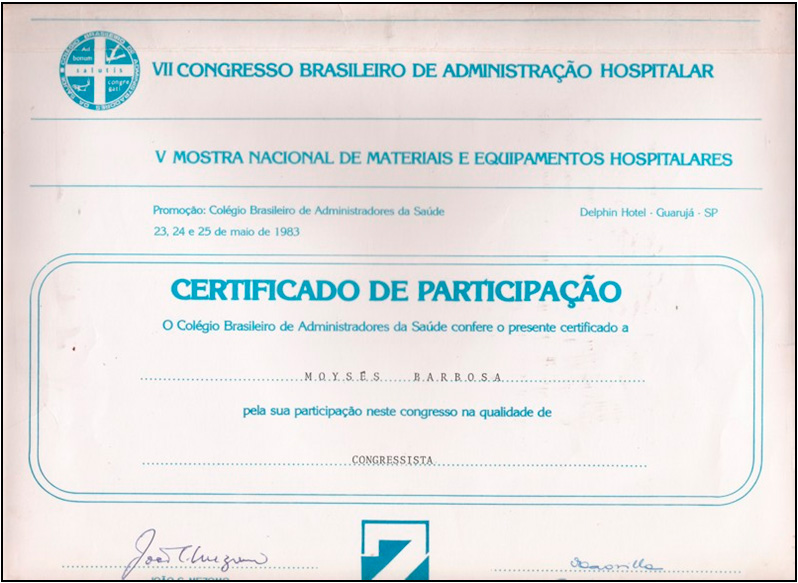 VII CONGRESSO BRASILEIRO DE ADMINISTRAÇÃO HOSPITALAR
V MOSTRA NACIONAL DE MATERIAIS E EQUIPAMENTOS HOSPITALARES
Promoção: Colégio Brasileiro de Administradores da Saúde
Delphin Hotel - Guarujá - SP
23, 24 e 25 de maio de 1983
CERTIFICADO DE PARTICIPAÇÃO
O Colégio Brasileiro de Administradores da Saúde confere o presente certificado a
MOYSÉS BARBOSA
pela sua participação neste congresso na qualidade de
CONGRESSISTA